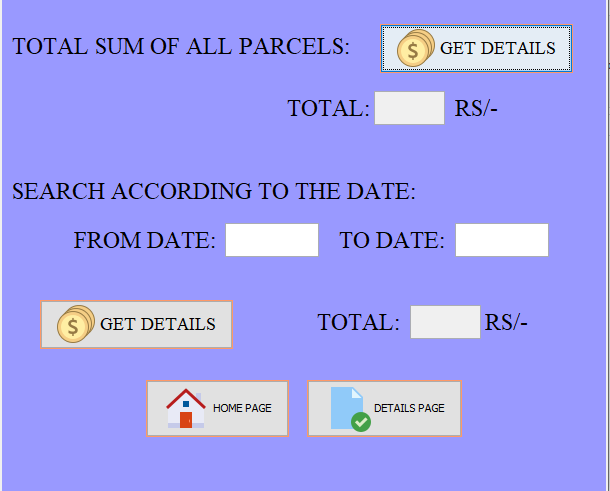 TOTAL SUM OF ALL PARCELS: $ GET DETAILS
TOTAL: RS/-
SEARCH ACCORDING TO THE DATE:
FROM DATE: TO DATE:
$ GET DETAILS TOTAL: RS/-
HOME PAGE DETAILS PAGE